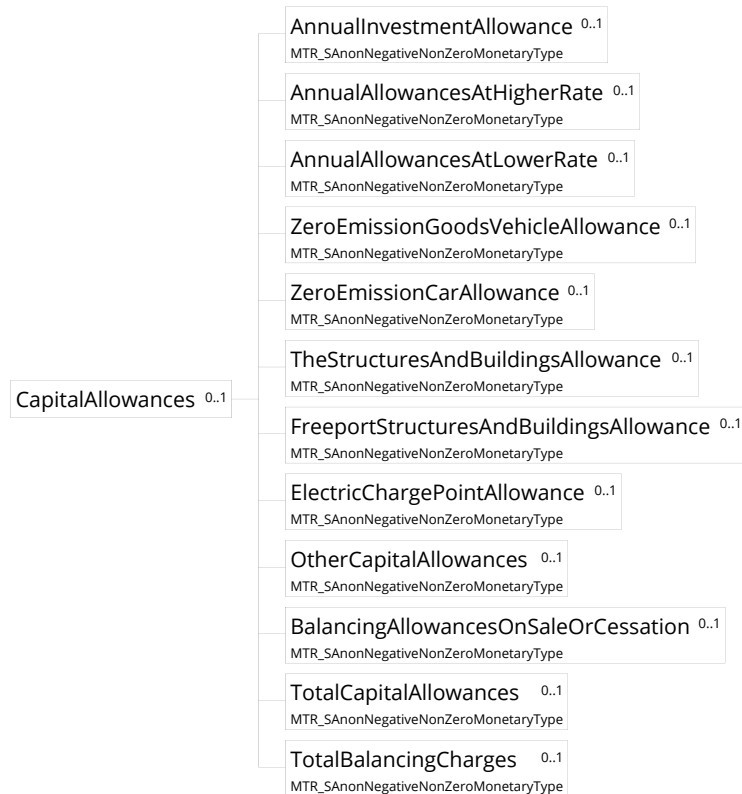 AnnualInvestmentAllowance 0..1
MTR_SAnonNegativeNonZeroMonetaryType
AnnualAllowancesAtHigherRate 0..1
MTR_SAnonNegativeNonZeroMonetaryType
AnnualAllowancesAtLowerRate 0..1
MTR_SAnonNegativeNonZeroMonetaryType
ZeroEmissionGoodsVehicleAllowance 0..1
MTR_SAnonNegativeNonZeroMonetaryType
ZeroEmissionCarAllowance 0..1
MTR_SAnonNegativeNonZeroMonetaryType
TheStructuresAndBuildingsAllowance 0..1
MTR_SAnonNegativeNonZeroMonetaryType
CapitalAllowances 0..1
FreeportStructuresAndBuildingsAllowance 0..1
MTR_SAnonNegativeNonZeroMonetaryType
ElectricChargePointAllowance 0..1
MTR_SAnonNegativeNonZeroMonetaryType
OtherCapitalAllowances 0..1
MTR_SAnonNegativeNonZeroMonetaryType
BalancingAllowancesOnSaleOrCessation 0..1
MTR_SAnonNegativeNonZeroMonetaryType
TotalCapitalAllowances 0..1
MTR_SAnonNegativeNonZeroMonetaryType
TotalBalancingCharges 0..1
MTR_SAnonNegativeNonZeroMonetaryType